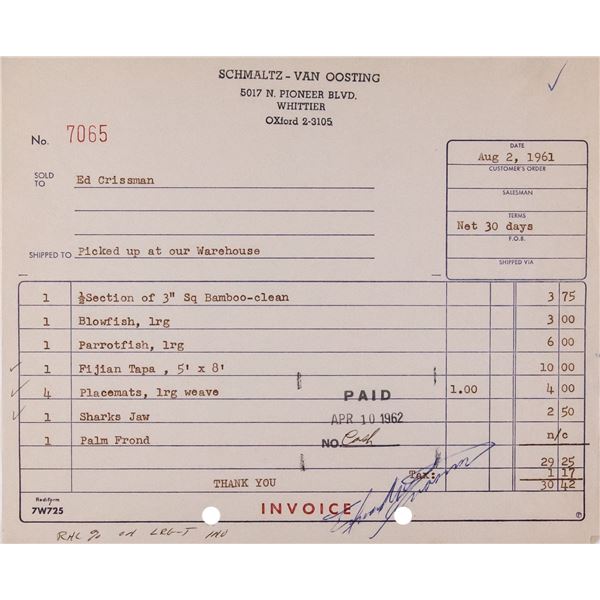 SCHMALTZ - VAN OOSTING
5017 N. PIONEER BLVD.
WHITTIER
OXford 2-3105
No. 7065
DATE
Aug 2, 1961
CUSTOMER'S ORDER
SALESMAN
TERMS
Net 30 days
F.O.B.
SHIPPED VIA
SOLD TO Ed Crissman
SHIPPED TO Picked up at our Warehouse
1 ½Section of 3" Sq Bamboo-clean 3 75
1 Blowfish, lrg 3 00
1 Parrotfish, lrg 6 00
1 Fijian Tapa , 5' x 8' 10 00
4 Placemats, lrg weave 1.00 4 00
1 Sharks Jaw 2 50
1 Palm Frond n/c
PAID
APR 10 1962
NO. Cash
29 25
Tax: 1 17
30 42
THANK YOU
Rediform
7W725
INVOICE
ON INV